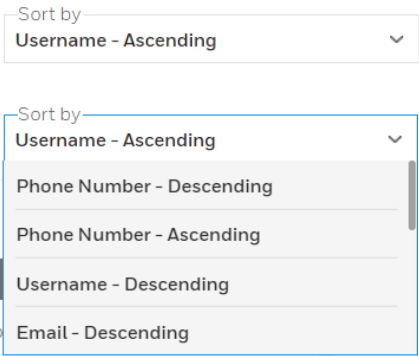 Sort by
Username - Ascending
Sort by
Username - Ascending
Phone Number - Descending
Phone Number - Ascending
Username - Descending
Email - Descending